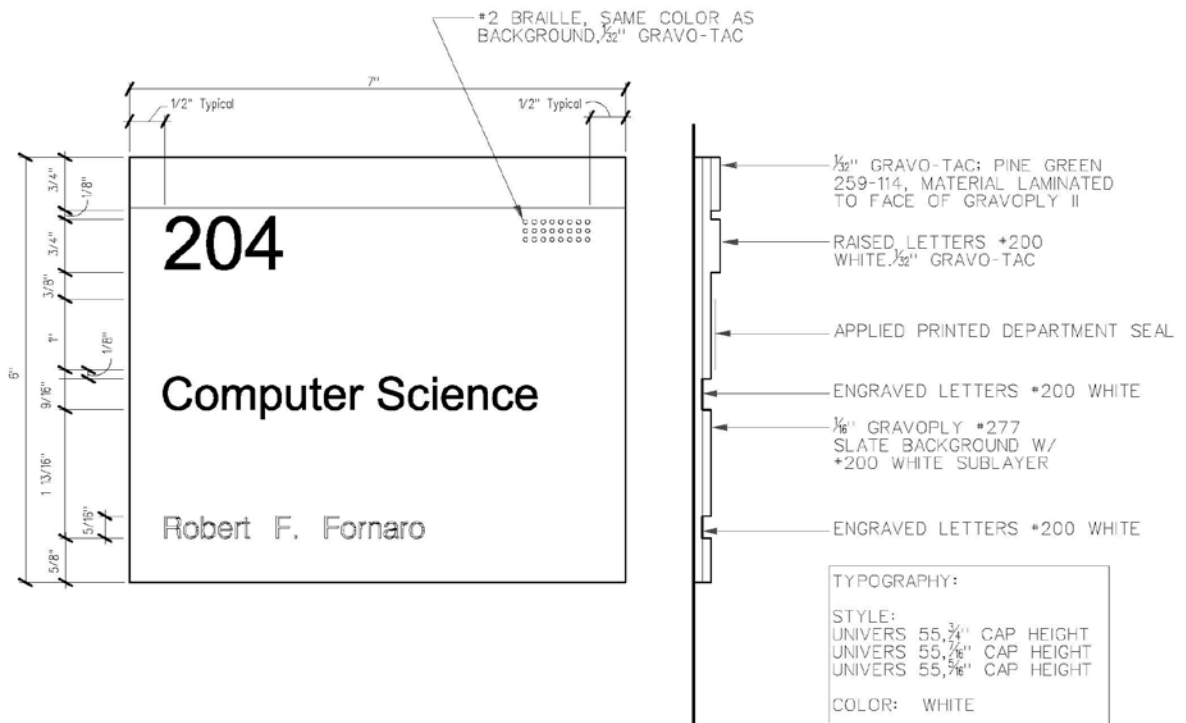 #2 BRAILLE, SAME COLOR AS
BACKGROUND,1/32" GRAVO-TAC
7"
1/2" Typical
1/2" Typical
6"
3/4"
1/8"
3/4"
3/8"
1"
1/8"
9/16"
1 13/16"
5/16"
5/8"
204
Computer Science
Robert F. Fornaro
1/32" GRAVO-TAC; PINE GREEN
259-114, MATERIAL LAMINATED
TO FACE OF GRAVOPLY II
RAISED LETTERS #200
WHITE.1/32" GRAVO-TAC
APPLIED PRINTED DEPARTMENT SEAL
ENGRAVED LETTERS #200 WHITE
1/16" GRAVOPLY #277
SLATE BACKGROUND W/
#200 WHITE SUBLAYER
ENGRAVED LETTERS #200 WHITE
TYPOGRAPHY:
STYLE:
UNIVERS 55,3/4" CAP HEIGHT
UNIVERS 55,7/16" CAP HEIGHT
UNIVERS 55,5/16" CAP HEIGHT
COLOR: WHITE